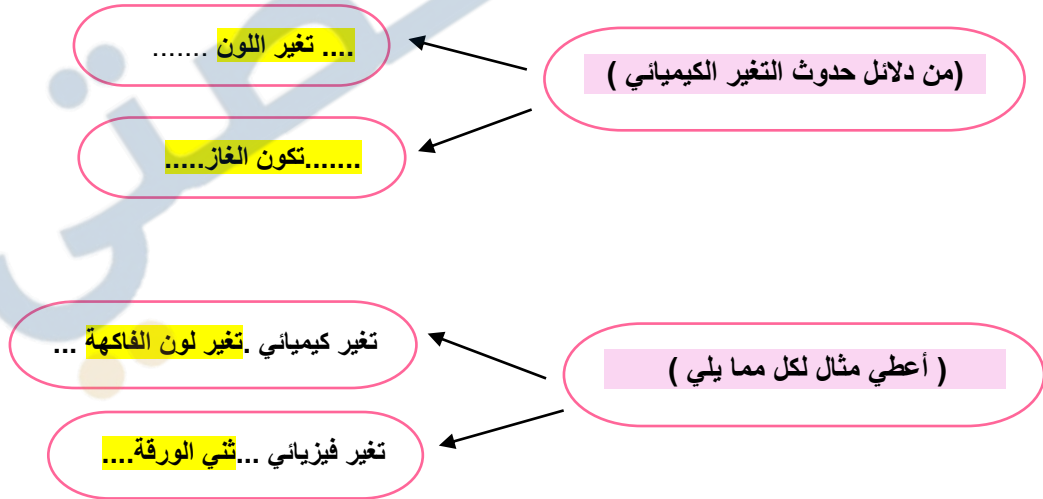 (من دلائل حدوث التغير الكيميائي )
.... تغير اللون .......
.......تكون الغاز.....
( أعطي مثال لكل مما يلي )
تغير كيميائي .تغير لون الفاكهة ...
تغير فيزيائي ...ثني الورقة....